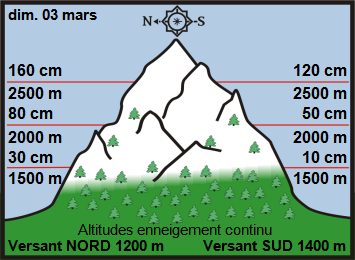 dim. 03 mars
N S
160 cm 120 cm
2500 m 2500 m
80 cm 50 cm
2000 m 2000 m
30 cm 10 cm
1500 m 1500 m
Altitudes enneigement continu
Versant NORD 1200 m Versant SUD 1400 m